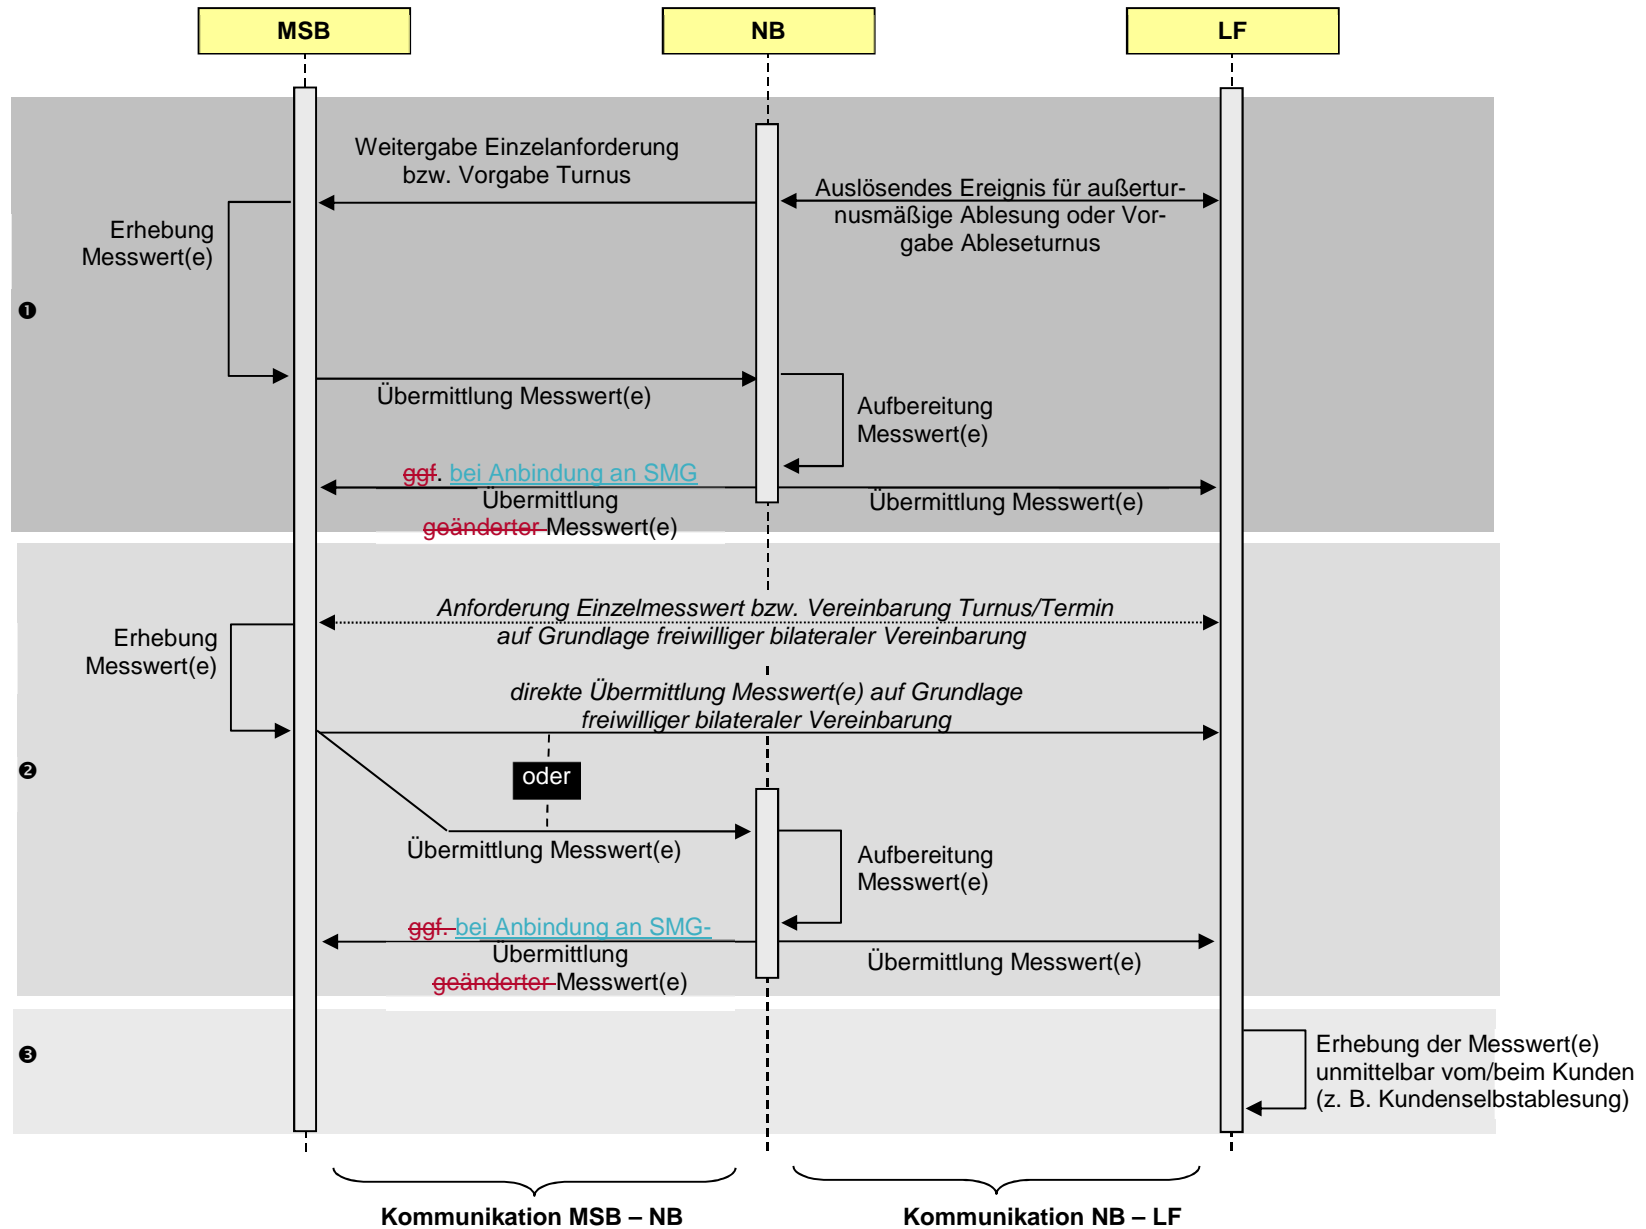 MSB
NB
LF
Weitergabe Einzelanforderung
bzw. Vorgabe Turnus
Auslösendes Ereignis für außertur-
nusmäßige Ablesung oder Vor-
gabe Ableseturnus
Erhebung
Messwert(e)
❶
Übermittlung Messwert(e)
Aufbereitung
Messwert(e)
ggf. bei Anbindung an SMG
Übermittlung
geänderter Messwert(e)
Übermittlung Messwert(e)
Anforderung Einzelmesswert bzw. Vereinbarung Turnus/Termin
auf Grundlage freiwilliger bilateraler Vereinbarung
Erhebung
Messwert(e)
direkte Übermittlung Messwert(e) auf Grundlage
freiwilliger bilateraler Vereinbarung
❷
oder
Übermittlung Messwert(e)
Aufbereitung
Messwert(e)
ggf. bei Anbindung an SMG-
Übermittlung
geänderter Messwert(e)
Übermittlung Messwert(e)
❸
Erhebung der Messwert(e)
unmittelbar vom/beim Kunden
(z. B. Kundenselbstablesung)
Kommunikation MSB – NB
Kommunikation NB – LF